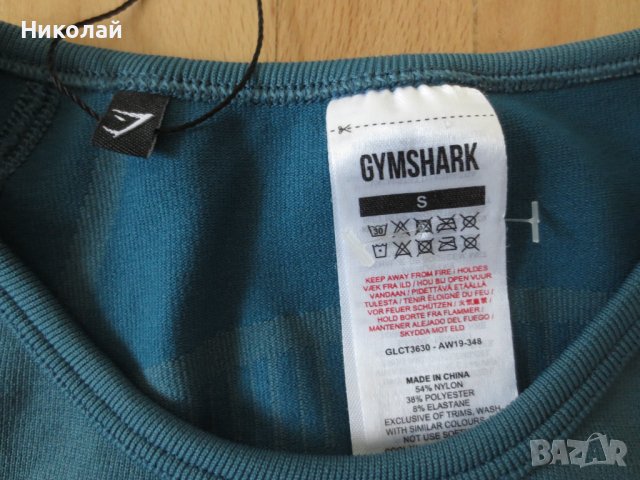 Николай
GYMSHARK
S
30
KEEP AWAY FROM FIRE / HOLDES
VÆK FRA ILD / HOU BIJ OPEN
VANDAAN / PIDETTÄVÄ ETÄÄLLÄ
TULESTA / TENIR ÉLOIGNÉ DU FEU /
VOR FEUER SCHÜTZEN /
HOLD BORTE FRA FLAMMER /
MANTENER ALEJADO DEL FUEGO /
SKYDDA MOT ELD
GLCT3630 - AW19-348
MADE IN CHINA
54% NYLON
38% POLYESTER
8% ELASTANE
EXCLUSIVE OF TRIMS. WASH
WITH SIMILAR COLOURS.
NOT USE
BAZAR